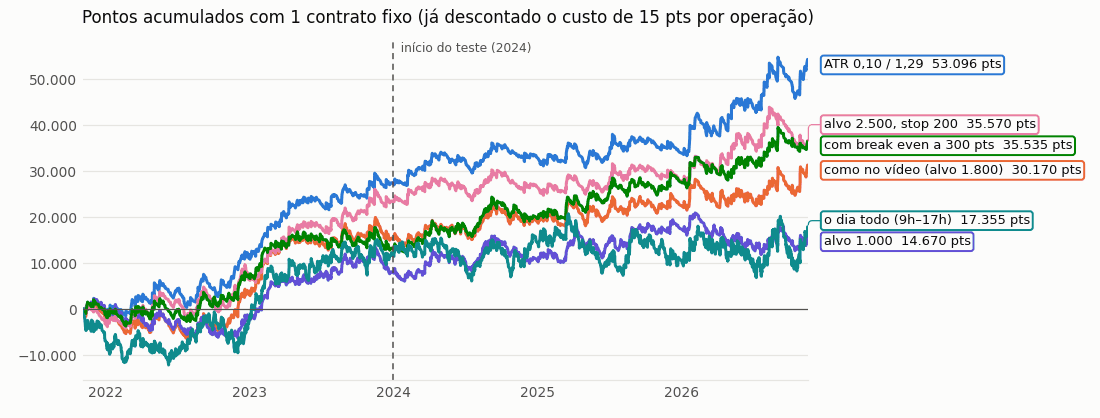 Pontos acumulados com 1 contrato fixo (já descontado o custo de 15 pts por operação)
início do teste (2024)
50.000
40.000
30.000
20.000
10.000
0
−10.000
ATR 0,10 / 1,29  53.096 pts
alvo 2.500, stop 200  35.570 pts
com break even a 300 pts  35.535 pts
como no vídeo (alvo 1.800)  30.170 pts
o dia todo (9h–17h)  17.355 pts
alvo 1.000  14.670 pts
2022 2023 2024 2025 2026